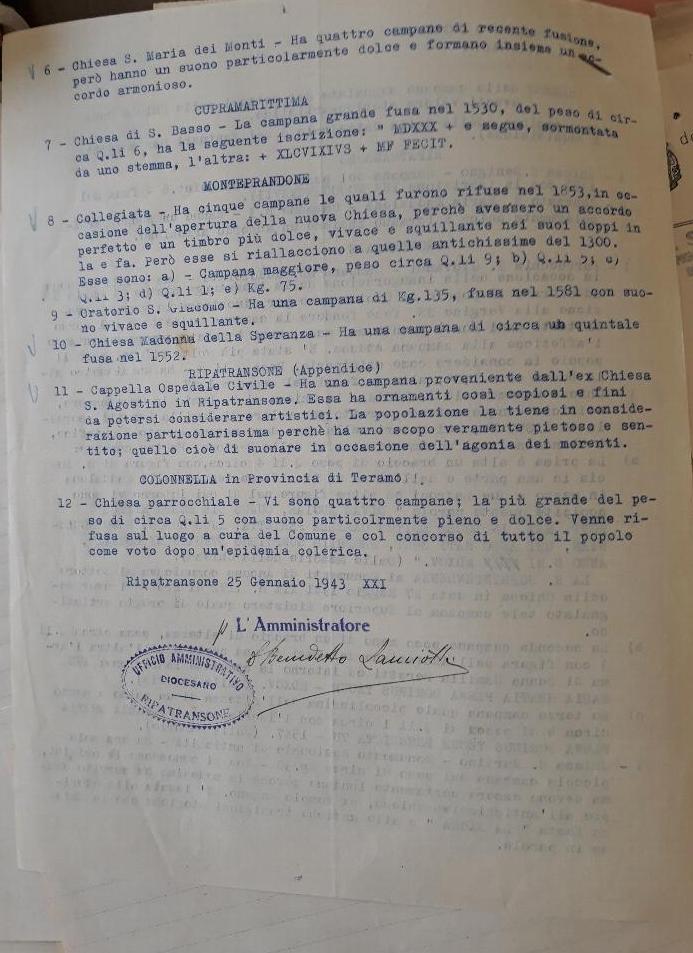 6 - Chiesa S. Maria dei Monti - Ha quattro campane di recente fusione,
però hanno un suono particolarmente dolce e formano insieme un ac-
cordo armonioso.
CUPRAMARITTIMA
7 - Chiesa di S. Basso - La campana grande fusa nel 1530, del peso di cir-
ca Q.li 6, ha la seguente iscrizione: " MDXXX + e segue, sormontata
da uno stemma, l'altra: + XLCVIXIVS + MF FECIT.
MONTEPRANDONE
8 - Collegiata - Ha cinque campane le quali furono rifuse nel 1853,in oc-
casione dell'apertura della nuova Chiesa, perchè avessero un accordo
perfetto e un timbro più dolce, vivace e squillante nei suoi doppi in
la e fa. Però esse si riallacciono a quelle antichissime del 1300.
Esse sono: a) - Campana maggiore, peso circa Q.li 9; b) Q.li 5; c)
Q.li 3; d) Q.li 1; e) Kg. 75.
9 - Oratorio S. Giacomo - Ha una campana di Kg.135, fusa nel 1581 con suo-
no vivace e squillante.
10 - Chiesa Madonna della Speranza - Ha una campana di circa un quintale
fusa nel 1552.
RIPATRANSONE (Appendice)
11 - Cappella Ospedale Civile - Ha una campana proveniente dall'ex Chiesa
S. Agostino in Ripatransone. Essa ha ornamenti così copiosi e fini
da potersi considerare artistici. La popolazione la tiene in conside-
razione particolarissima perchè ha uno scopo veramente pietoso e sen-
tito; quello cioè di suonare in occasione dell'agonia dei morenti.
COLONNELLA in Provincia di Teramo
12 - Chiesa parrocchiale - Vi sono quattro campane; la più grande del pe-
so di circa Q.li 5 con suono particolrmente pieno e dolce. Venne ri-
fusa sul luogo a cura del Comune e col concorso di tutto il popolo
come voto dopo un'epidemia colerica.
Ripatransone 25 Gennaio 1943 XXI
p L'Amministratore
Benedetto
UFFICIO AMMINISTRATIVO
DIOCESANO
RIPATRANSONE